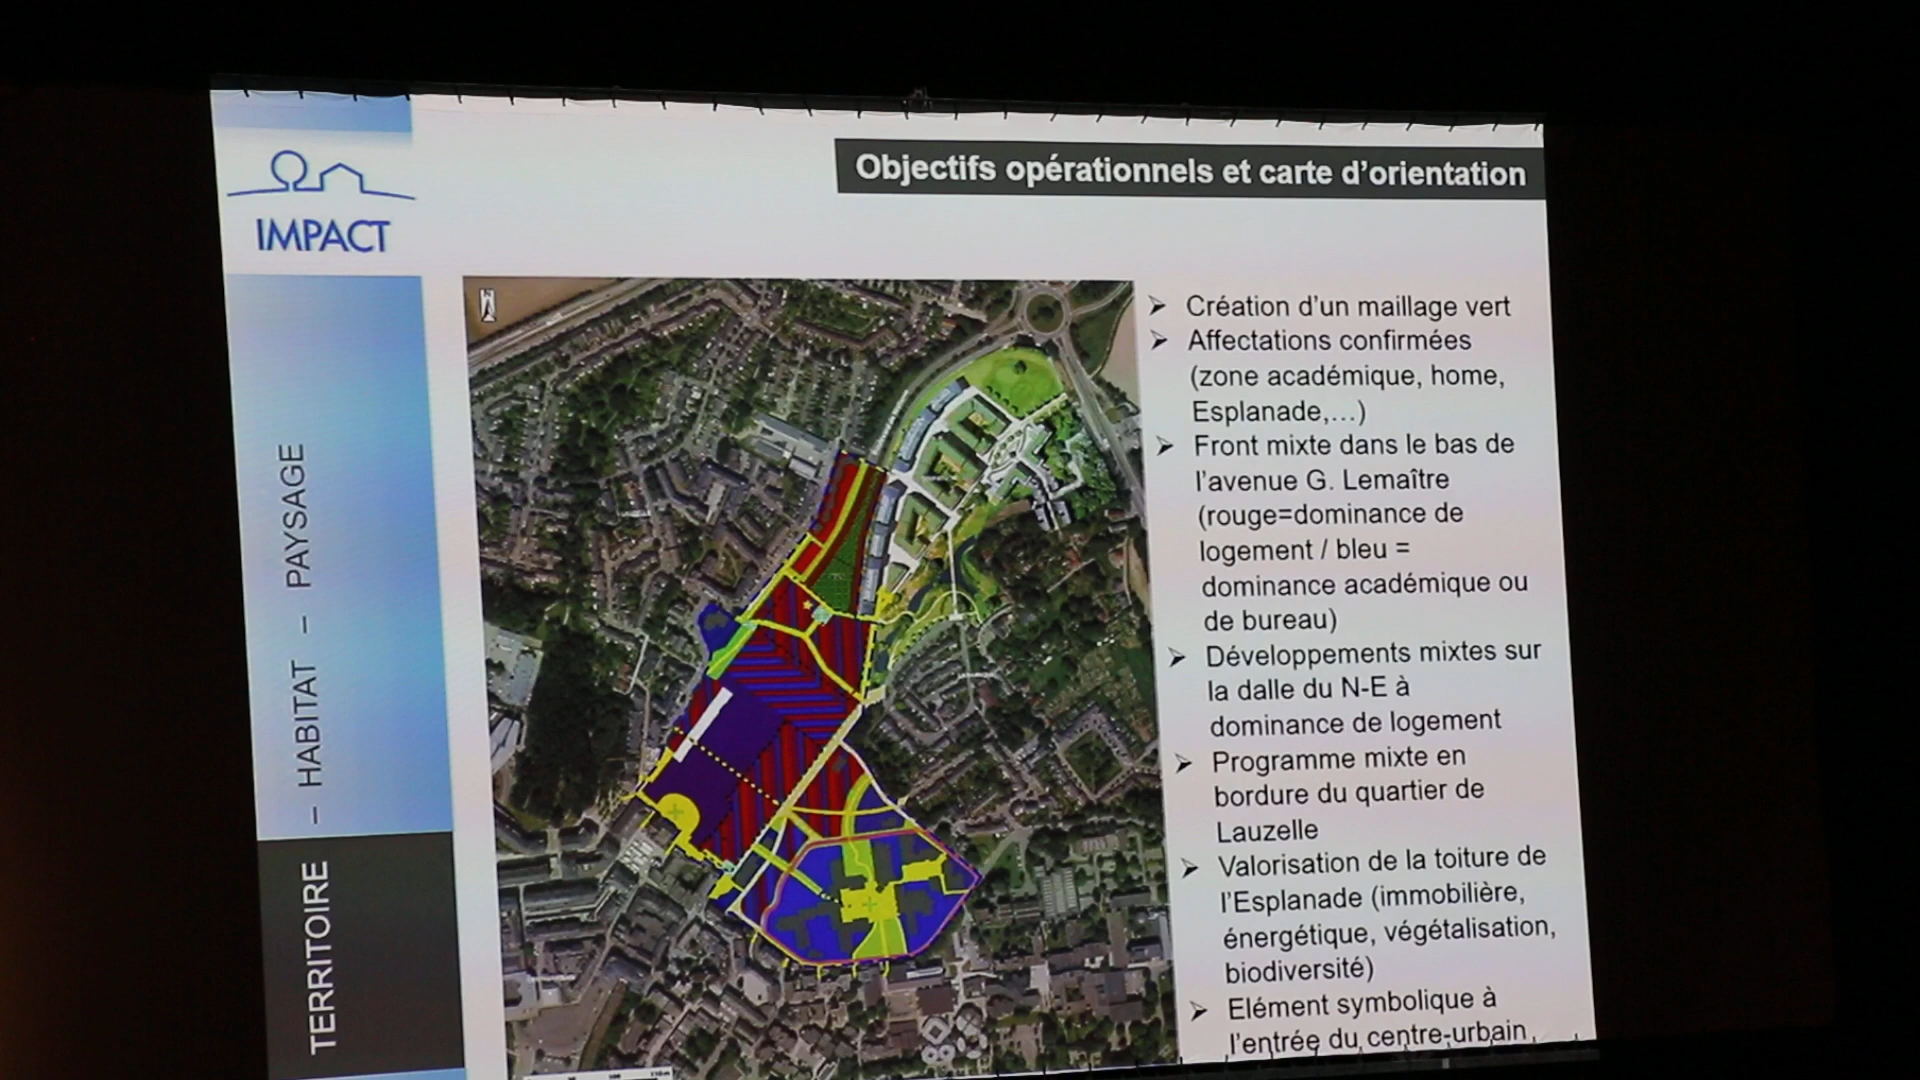 Objectifs opérationnels et carte d'orientation
IMPACT
TERRITOIRE – HABITAT – PAYSAGE
N
➢ Création d'un maillage vert
➢ Affectations confirmées
(zone académique, home,
Esplanade,…)
➢ Front mixte dans le bas de
l'avenue G. Lemaître
(rouge=dominance de
logement / bleu =
dominance académique ou
de bureau)
➢ Développements mixtes sur
la dalle du N-E à
dominance de logement
➢ Programme mixte en
bordure du quartier de
Lauzelle
➢ Valorisation de la toiture de
l'Esplanade (immobilière,
énergétique, végétalisation,
biodiversité)
➢ Elément symbolique à
l'entrée du centre-urbain